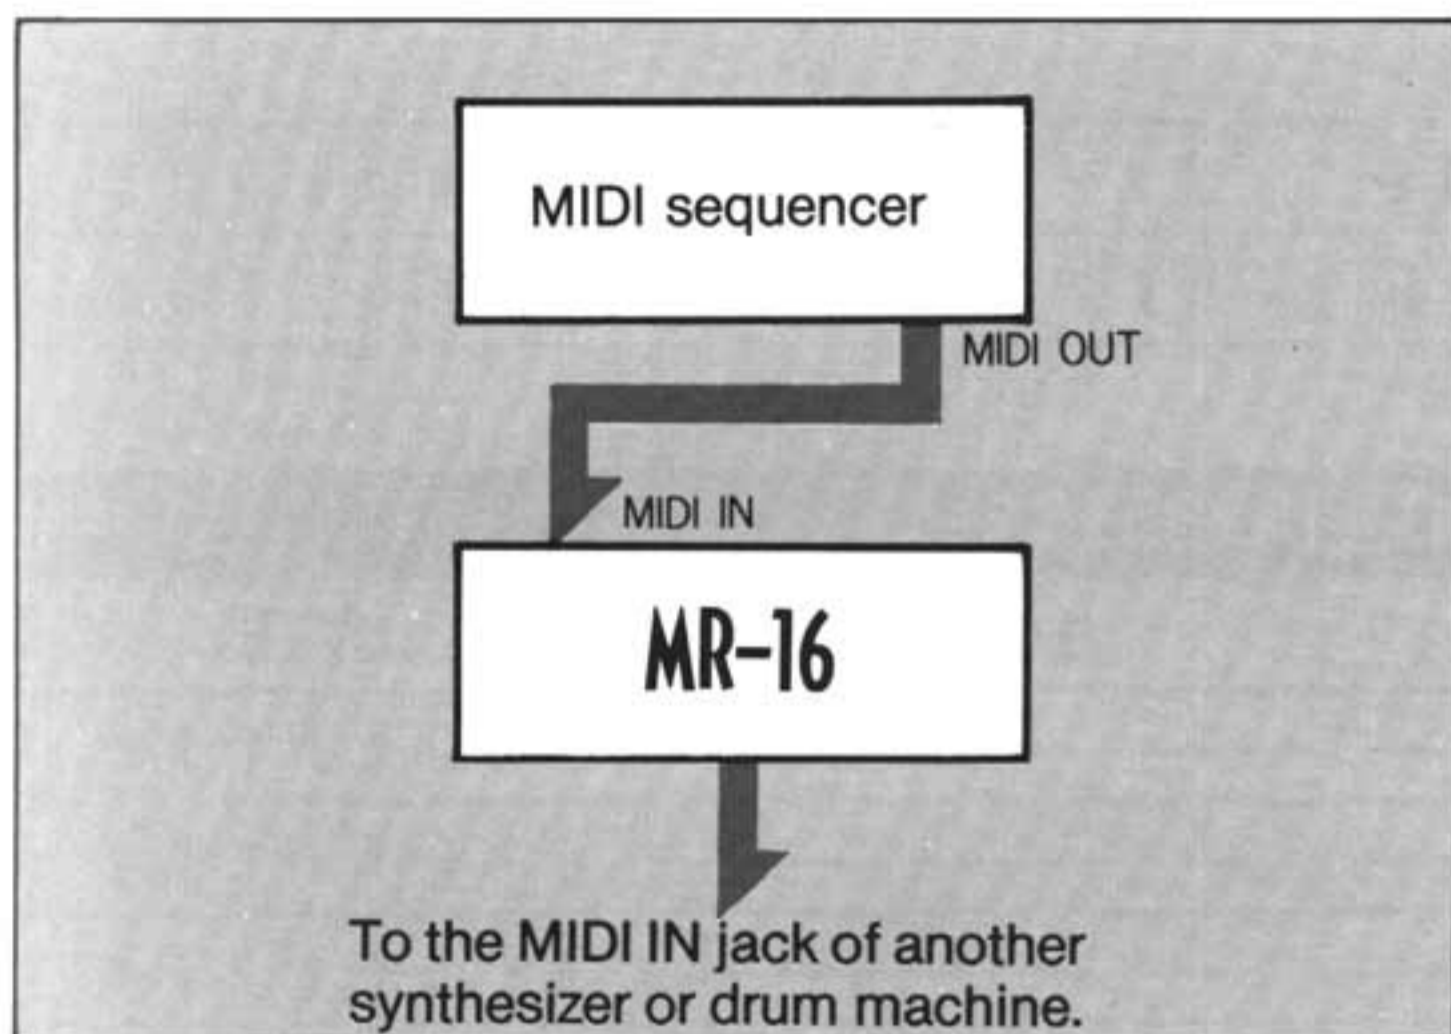 MIDI sequencer
MIDI OUT
MIDI IN
MR-16
To the MIDI IN jack of another
synthesizer or drum machine.